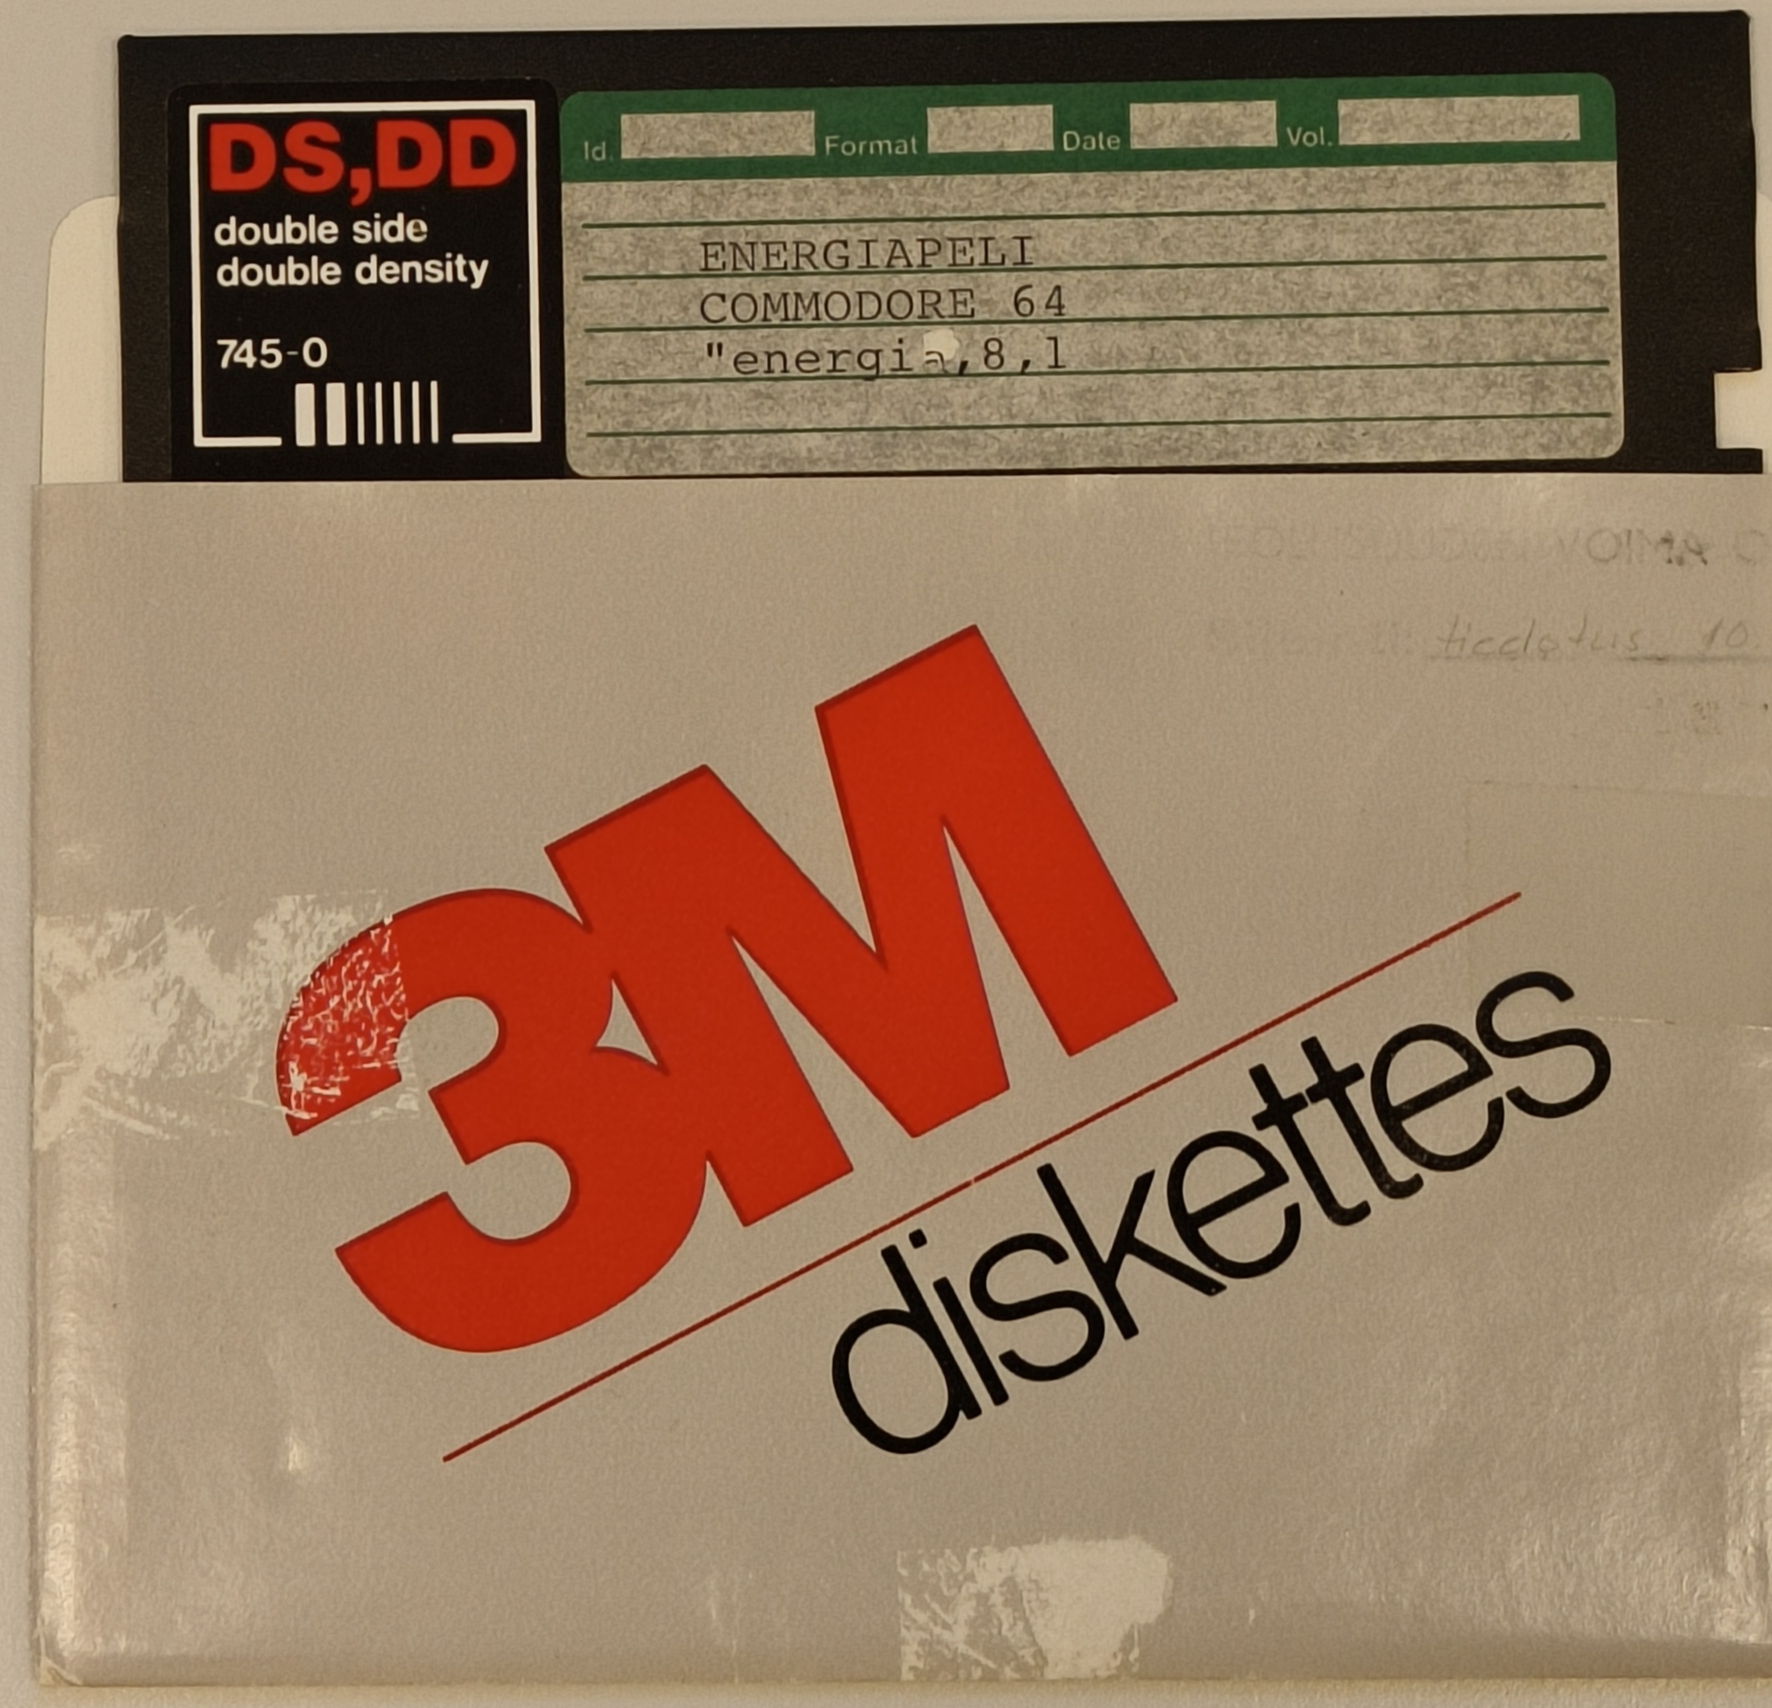 DS,DD
double side
double density
745-0
Id. Format Date Vol.
ENERGIAPELI
COMMODORE 64
"energia,8,1
3M
diskettes